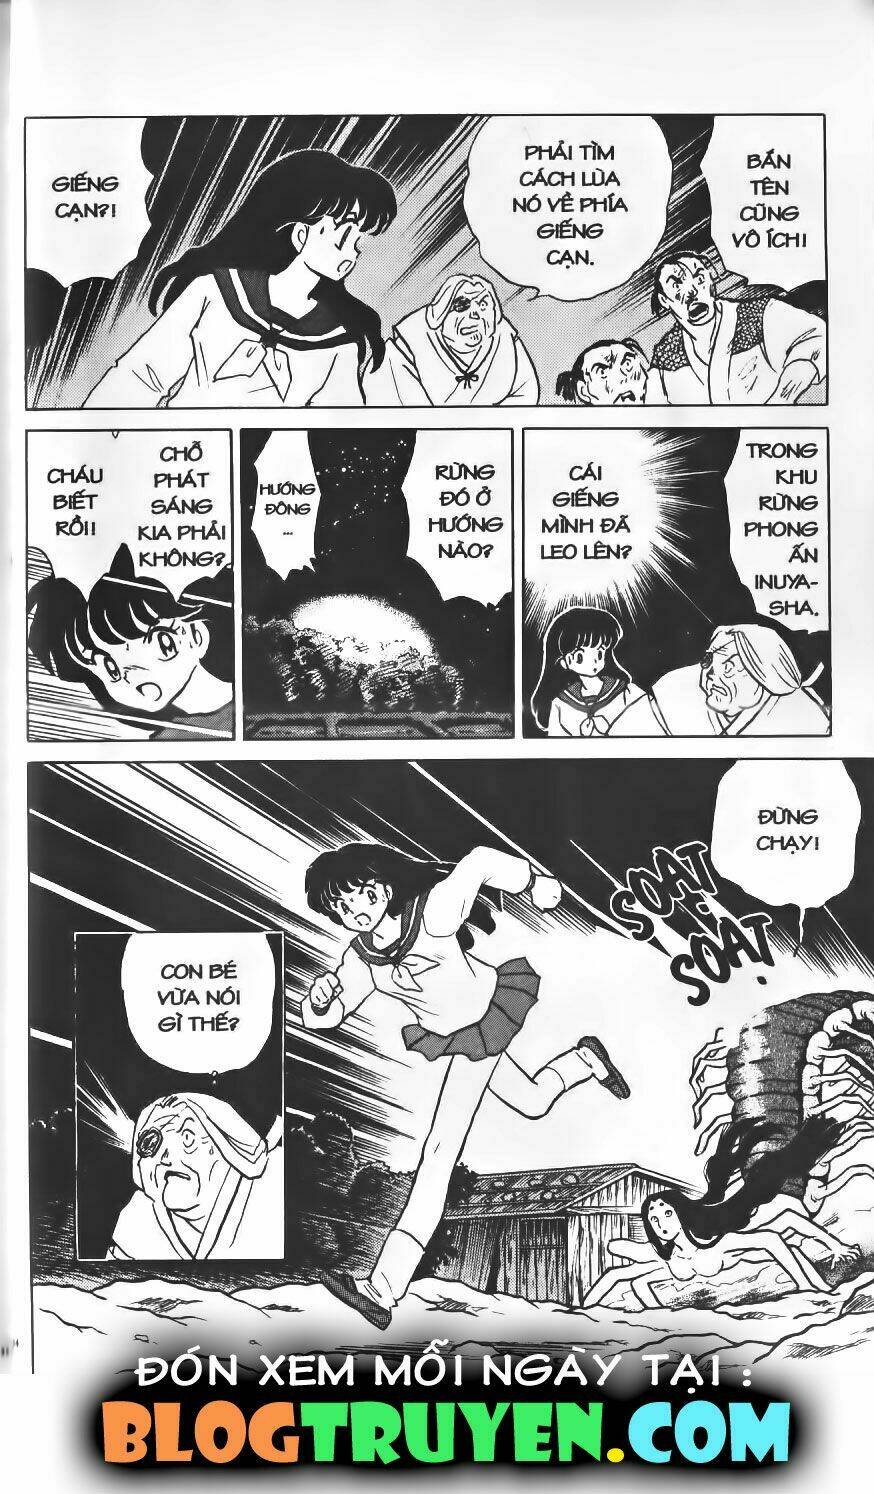 BẮN
TÊN
CŨNG
VÔ ÍCH!
PHẢI TÌM
CÁCH LÙA
NÓ VỀ PHÍA
GIẾNG
CẠN.
GIẾNG
CẠN?!
TRONG
KHU
RỪNG
PHONG
ẤN
INUYA-
SHA.
CÁI
GIẾNG
MÌNH ĐÃ
LEO LÊN?
RỪNG
ĐÓ Ở
HƯỚNG
NÀO?
HƯỚNG
ĐÔNG
...
CHỖ
PHÁT
SÁNG
KIA PHẢI
KHÔNG?
CHÁU
BIẾT
RỒI!
ĐỪNG
CHẠY!
SOẠT
SOẠT
CON BÉ
VỪA NÓI
GÌ THẾ?
ĐÓN XEM MỖI NGÀY TẠI :
BLOGTRUYEN.COM